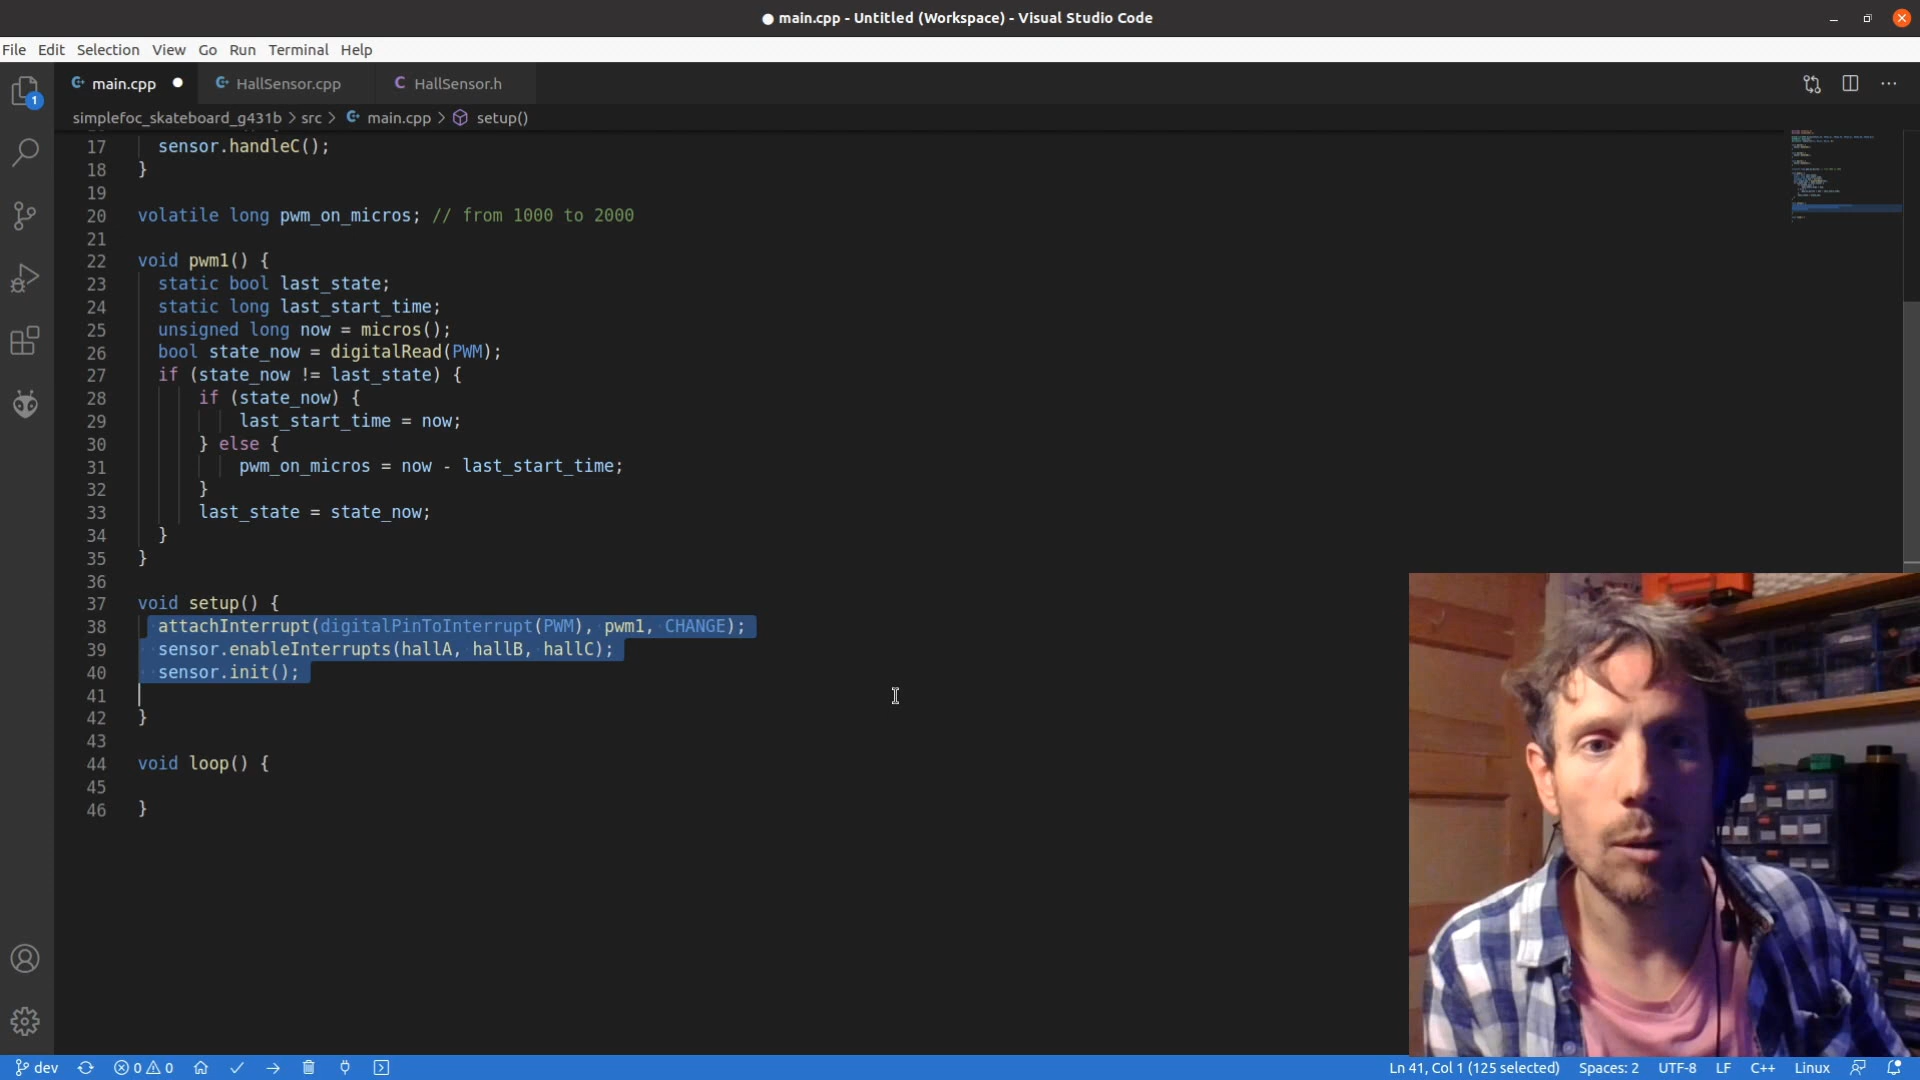 ● main.cpp - Untitled (Workspace) - Visual Studio Code
File Edit Selection View Go Run Terminal Help
main.cpp ● HallSensor.cpp C HallSensor.h
simplefoc_skateboard_g431b > src > main.cpp > setup()
1
17 sensor.handleC();
18 }
19
20 volatile long pwm_on_micros; // from 1000 to 2000
21
22 void pwm1() {
23 static bool last_state;
24 static long last_start_time;
25 unsigned long now = micros();
26 bool state_now = digitalRead(PWM);
27 if (state_now != last_state) {
28 if (state_now) {
29 last_start_time = now;
30 } else {
31 pwm_on_micros = now - last_start_time;
32 }
33 last_state = state_now;
34 }
35 }
36
37 void setup() {
38 attachInterrupt(digitalPinToInterrupt(PWM), pwm1, CHANGE);
39 sensor.enableInterrupts(hallA, hallB, hallC);
40 sensor.init();
41
42 }
43
44 void loop() {
45
46 }
dev 0 0 Ln 41, Col 1 (125 selected) Spaces: 2 UTF-8 LF C++ Linux